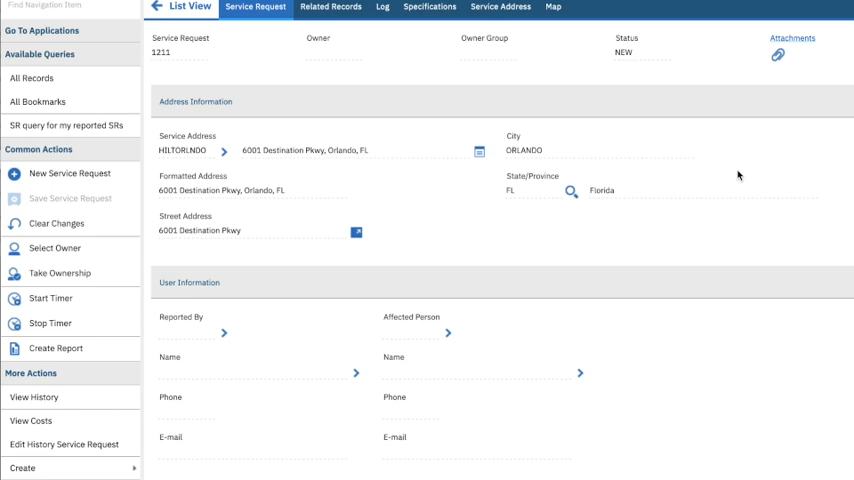 Find Navigation Item
Go To Applications
Available Queries
All Records
All Bookmarks
SR query for my reported SRs
Common Actions
New Service Request
Save Service Request
Clear Changes
Select Owner
Take Ownership
Start Timer
Stop Timer
Create Report
More Actions
View History
View Costs
Edit History Service Request
Create
List View Service Request Related Records Log Specifications Service Address Map
Service Request Owner Owner Group Status Attachments
1211 NEW
Address Information
Service Address City
HILTORLNDO 6001 Destination Pkwy, Orlando, FL ORLANDO
Formatted Address State/Province
6001 Destination Pkwy, Orlando, FL FL Florida
Street Address
6001 Destination Pkwy
User Information
Reported By Affected Person
Name Name
Phone Phone
E-mail E-mail